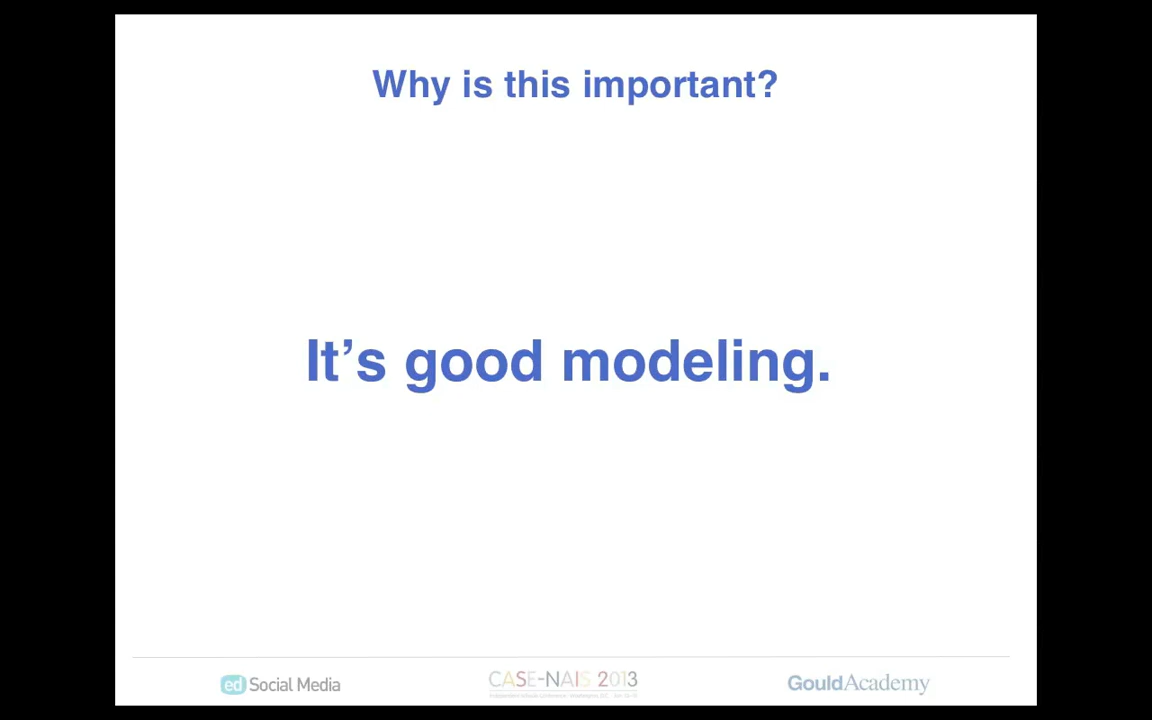 Why is this important?
It’s good modeling.
ed Social Media
CASE-NAIS 2013
GouldAcademy